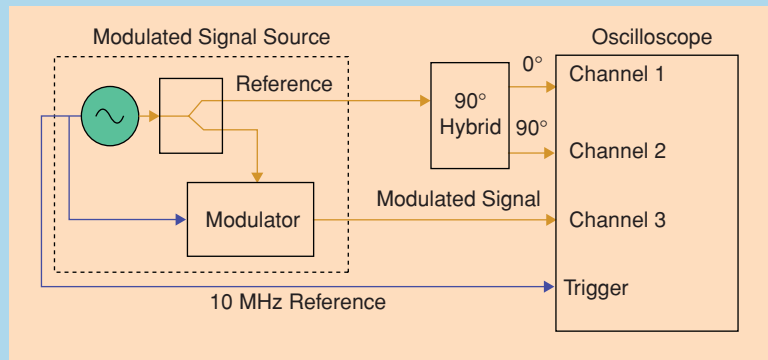 Modulated Signal Source
Oscilloscope
Reference
0°
Channel 1
90°
Hybrid
90°
Channel 2
Modulator
Modulated Signal
Channel 3
Trigger
10 MHz Reference